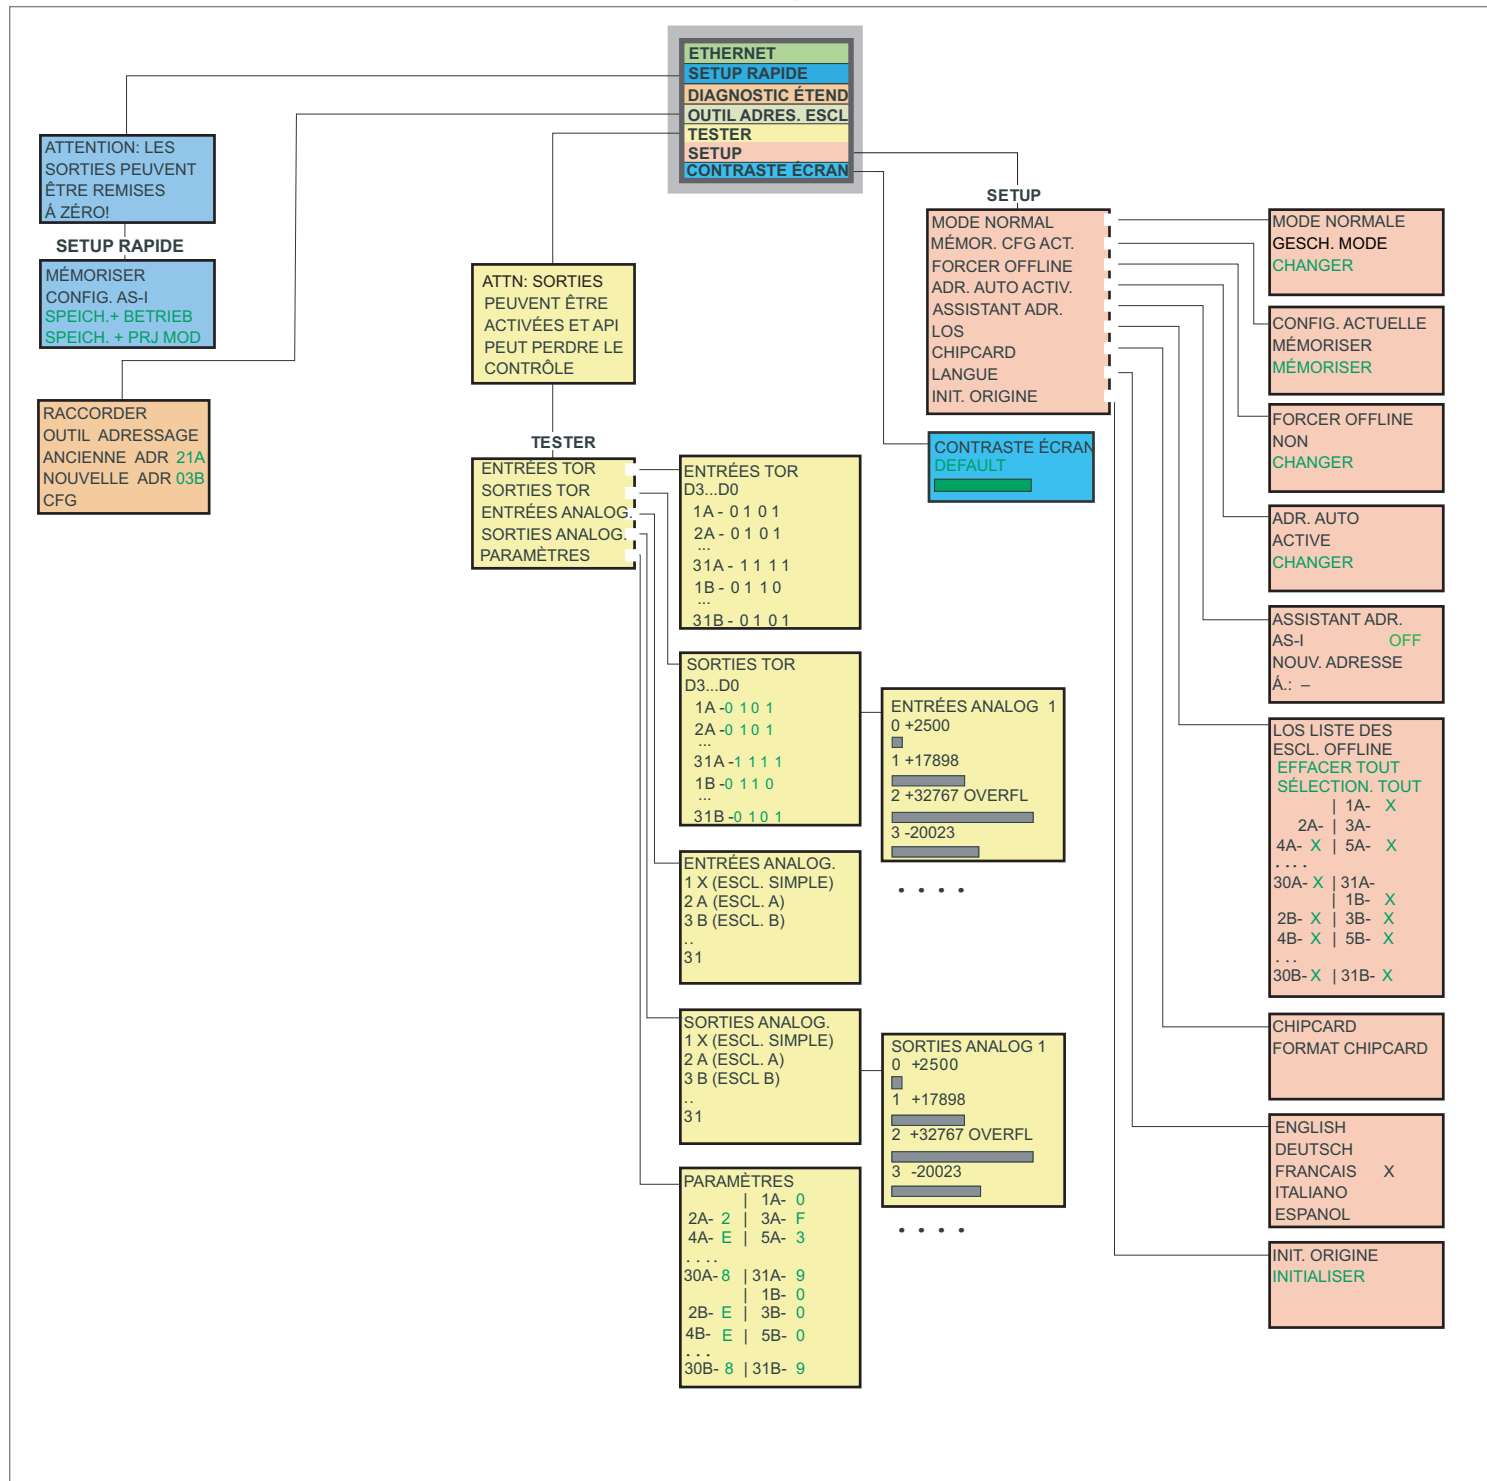 ETHERNET
SETUP RAPIDE
DIAGNOSTIC ÉTEND
OUTIL ADRES. ESCL
TESTER
SETUP
CONTRASTE ÉCRAN
ATTENTION: LES
SORTIES PEUVENT
ÊTRE REMISES
Á ZÉRO!
SETUP RAPIDE
MÉMORISER
CONFIG. AS-I
SPEICH.+ BETRIEB
SPEICH. + PRJ MOD
RACCORDER
OUTIL ADRESSAGE
ANCIENNE ADR 21A
NOUVELLE ADR 03B
CFG
ATTN: SORTIES
PEUVENT ÊTRE
ACTIVÉES ET API
PEUT PERDRE LE
CONTRÔLE
TESTER
ENTRÉES TOR
SORTIES TOR
ENTRÉES ANALOG.
SORTIES ANALOG.
PARAMÈTRES
ENTRÉES TOR
D3...D0
1A - 0 1 0 1
2A - 0 1 0 1
...
31A - 1 1 1 1
1B - 0 1 1 0
...
31B - 0 1 0 1
SORTIES TOR
D3...D0
1A -0 1 0 1
2A -0 1 0 1
...
31A -1 1 1 1
1B -0 1 1 0
...
31B -0 1 0 1
ENTRÉES ANALOG 1
0 +2500
1 +17898
2 +32767 OVERFL
3 -20023
. . . .
ENTRÉES ANALOG.
1 X (ESCL. SIMPLE)
2 A (ESCL. A)
3 B (ESCL. B)
..
31
SORTIES ANALOG.
1 X (ESCL. SIMPLE)
2 A (ESCL. A)
3 B (ESCL B)
..
31
SORTIES ANALOG 1
0 +2500
1 +17898
2 +32767 OVERFL
3 -20023
. . . .
PARAMÈTRES
| 1A- 0
2A- 2 | 3A- F
4A- E | 5A- 3
. . . .
30A- 8 | 31A- 9
| 1B- 0
2B- E | 3B- 0
4B- E | 5B- 0
. . .
30B- 8 | 31B- 9
SETUP
MODE NORMAL
MÉMOR. CFG ACT.
FORCER OFFLINE
ADR. AUTO ACTIV.
ASSISTANT ADR.
LOS
CHIPCARD
LANGUE
INIT. ORIGINE
CONTRASTE ÉCRAN
DEFAULT
MODE NORMALE
GESCH. MODE
CHANGER
CONFIG. ACTUELLE
MÉMORISER
MÉMORISER
FORCER OFFLINE
NON
CHANGER
ADR. AUTO
ACTIVE
CHANGER
ASSISTANT ADR.
AS-I OFF
NOUV. ADRESSE
Á.: –
LOS LISTE DES
ESCL. OFFLINE
EFFACER TOUT
SÉLECTION. TOUT
| 1A- X
2A- | 3A-
4A- X | 5A- X
. . . .
30A- X | 31A-
| 1B- X
2B- X | 3B- X
4B- X | 5B- X
. . .
30B- X | 31B- X
CHIPCARD
FORMAT CHIPCARD
ENGLISH
DEUTSCH
FRANCAIS X
ITALIANO
ESPANOL
INIT. ORIGINE
INITIALISER